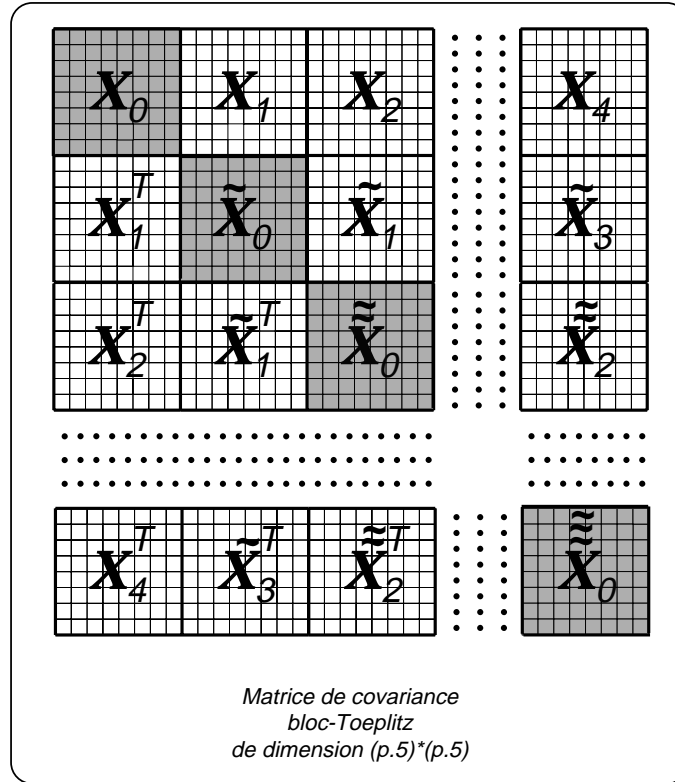 X₀ X₁ X₂ X₄
X₁ᵀ X̃₀ X̃₁ X̃₃
X₂ᵀ X̃₁ᵀ X̃̃₀ X̃̃₂
X₄ᵀ X̃₃ᵀ X̃̃₂ᵀ X̃̃̃̃₀
Matrice de covariance
bloc-Toeplitz
de dimension (p.5)*(p.5)